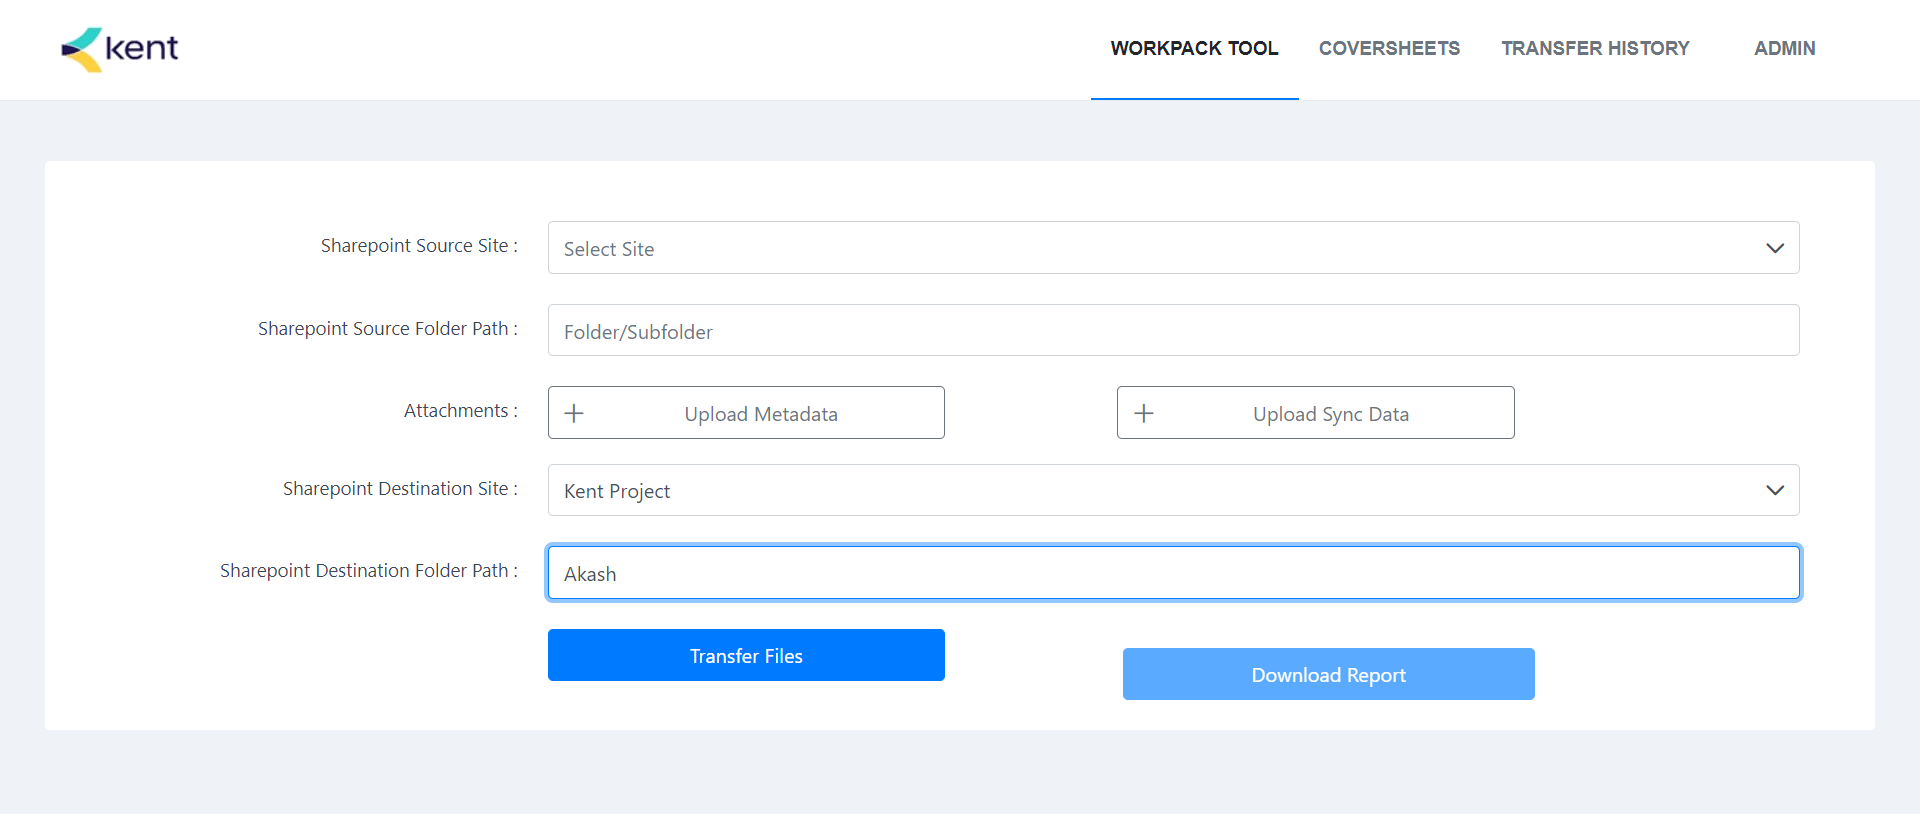 kent
WORKPACK TOOL COVERSHEETS TRANSFER HISTORY ADMIN
Sharepoint Source Site : Select Site
Sharepoint Source Folder Path : Folder/Subfolder
Attachments : Upload Metadata Upload Sync Data
Sharepoint Destination Site : Kent Project
Sharepoint Destination Folder Path : Akash
Transfer Files
Download Report